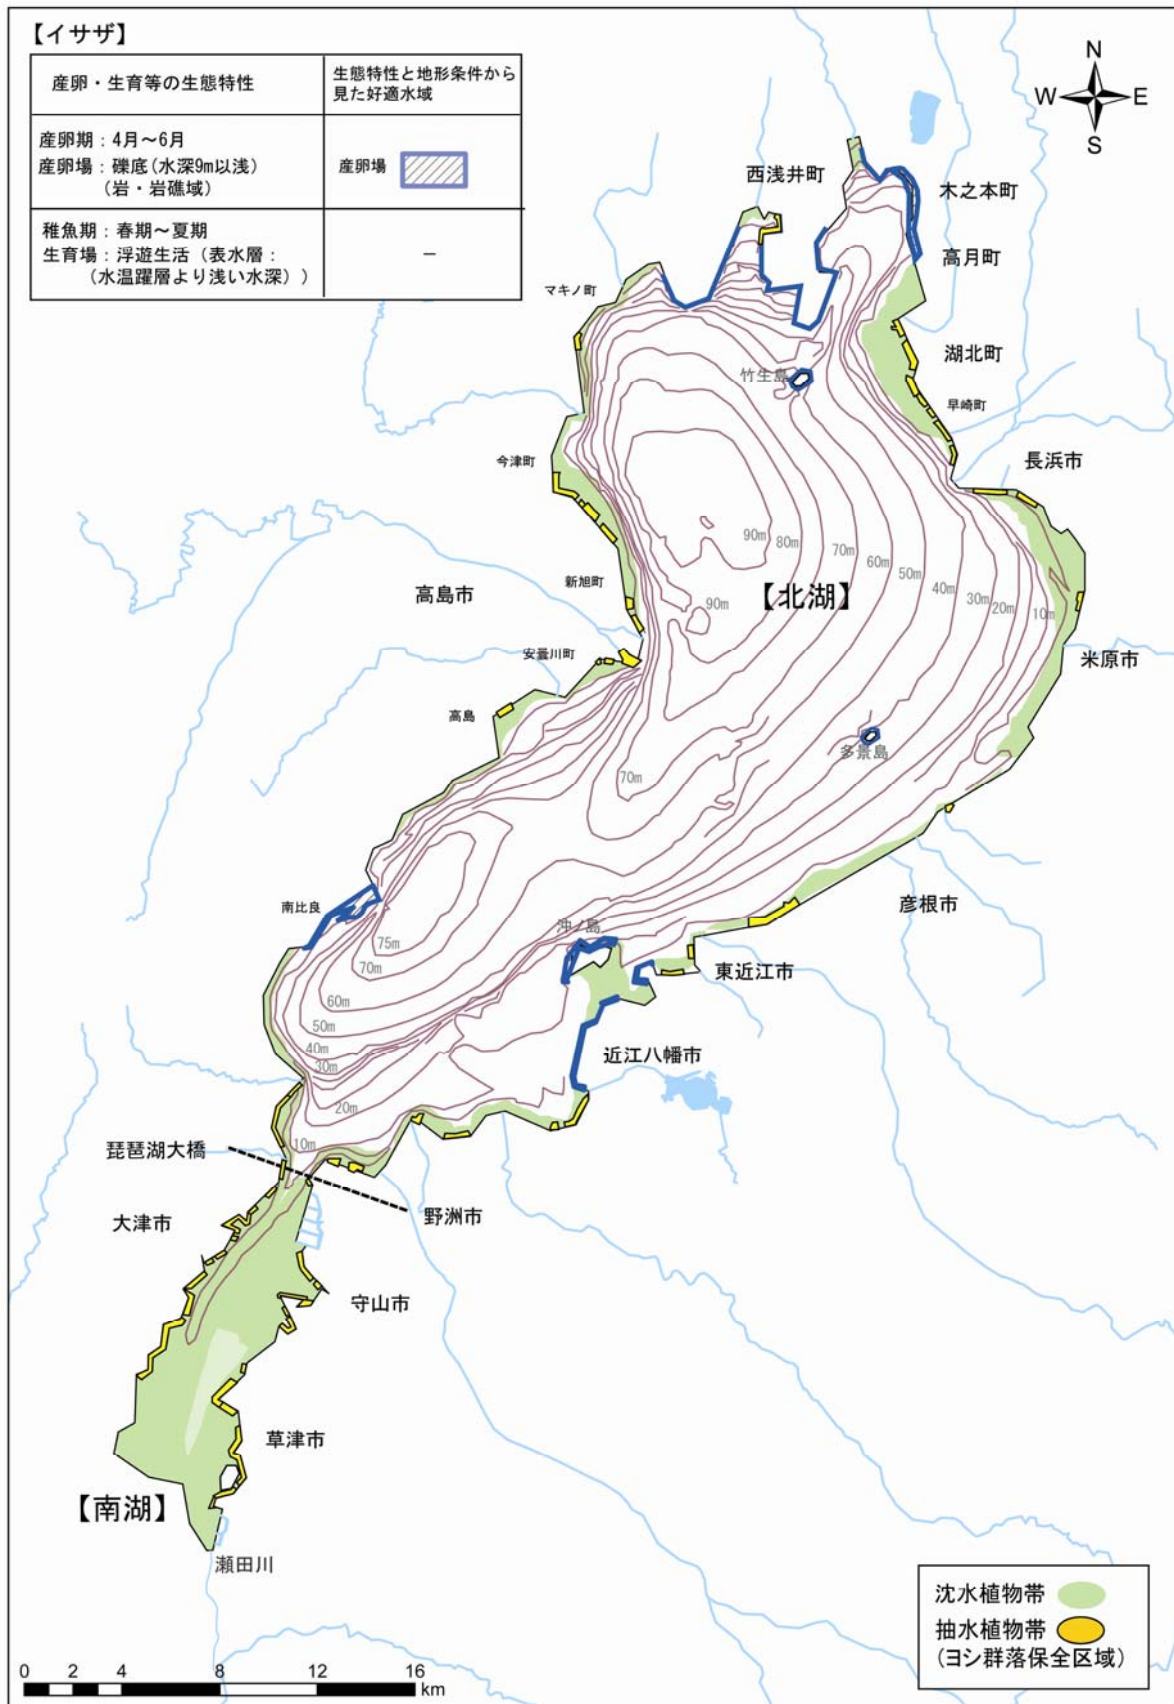 【イサザ】
産卵・生育等の生態特性
生態特性と地形条件から
見た好適水域
産卵期：4月～6月
産卵場：礫底(水深9m以浅)
(岩・岩礁域)
産卵場
稚魚期：春期～夏期
生育場：浮遊生活（表水層：
(水温躍層より浅い水深））
－
N
W
E
S
西浅井町
木之本町
高月町
マキノ町
湖北町
竹生島
早崎町
今津町
長浜市
90m
80m
70m
60m
50m
40m
30m
20m
10m
新旭町
高島市
90m
【北湖】
安曇川町
米原市
高島
多景島
70m
南比良
彦根市
沖ノ島
75m
70m
東近江市
60m
50m
40m
30m
近江八幡市
20m
10m
琵琶湖大橋
大津市
野洲市
守山市
草津市
【南湖】
瀬田川
沈水植物帯
抽水植物帯
(ヨシ群落保全区域)
0 2 4 8 12 16
km